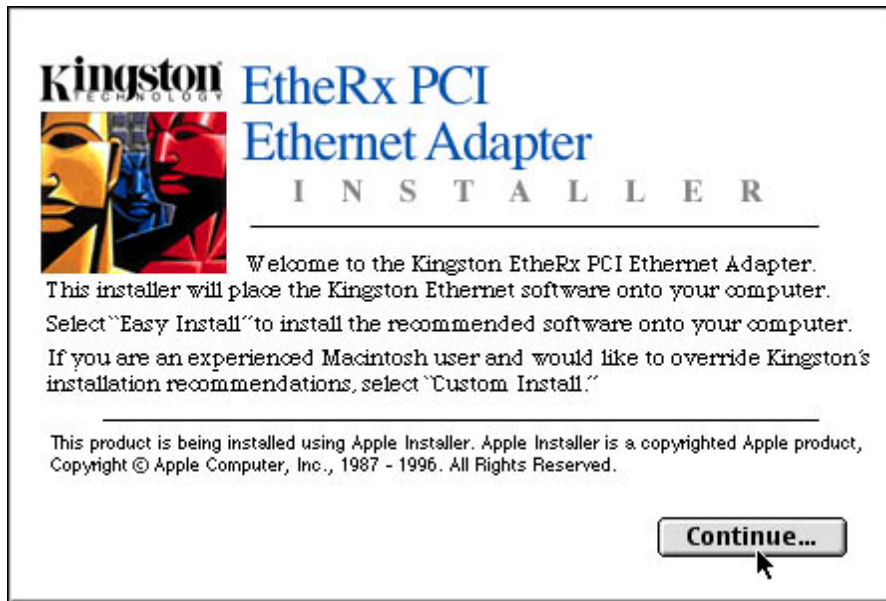 Kingston
TECHNOLOGY
EtheRx PCI
Ethernet Adapter
INSTALLER
Welcome to the Kingston EtheRx PCI Ethernet Adapter.
This installer will place the Kingston Ethernet software onto your computer.
Select “Easy Install” to install the recommended software onto your computer.
If you are an experienced Macintosh user and would like to override Kingston's
installation recommendations, select “Custom Install.”
This product is being installed using Apple Installer. Apple Installer is a copyrighted Apple product,
Copyright © Apple Computer, Inc., 1987 - 1996. All Rights Reserved.
Continue...